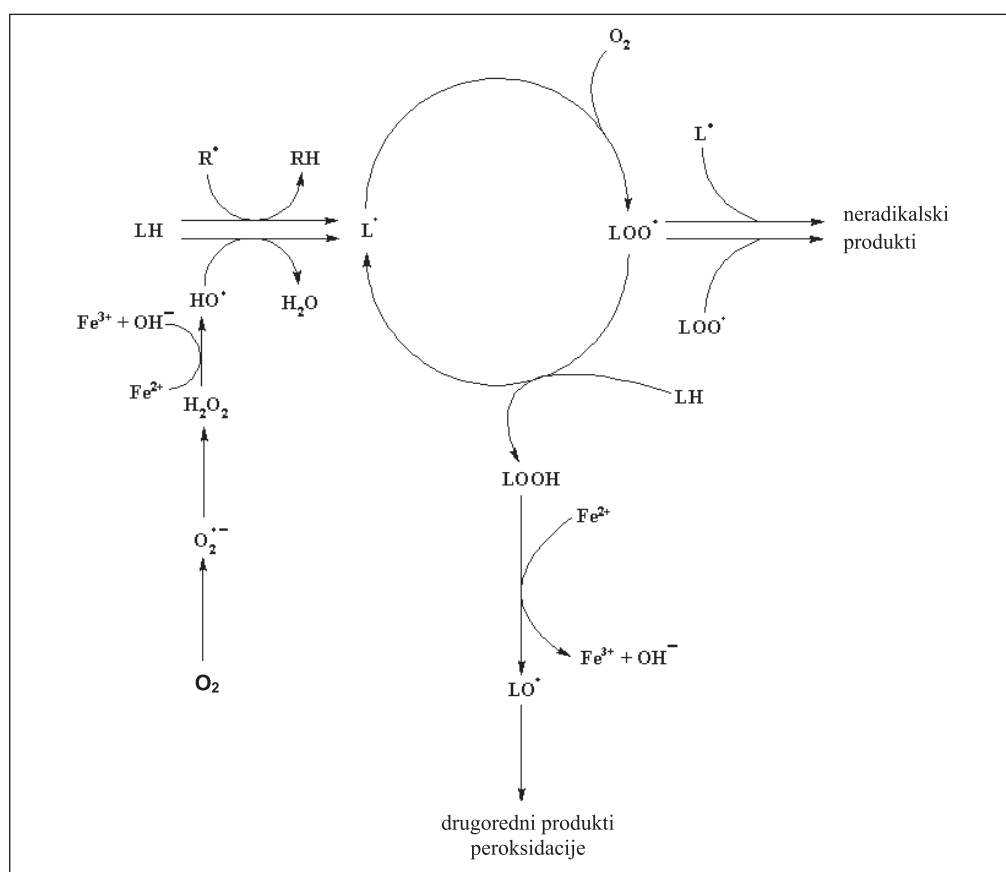 O₂
L•
R• RH
LH L• LOO• neradikalski
produkti
HO• H₂O LOO•
Fe³⁺ + OH⁻
Fe²⁺
H₂O₂ LH
LOOH
Fe²⁺
O₂•⁻
Fe³⁺ + OH⁻
O₂ LO•
drugoredni produkti
peroksidacije